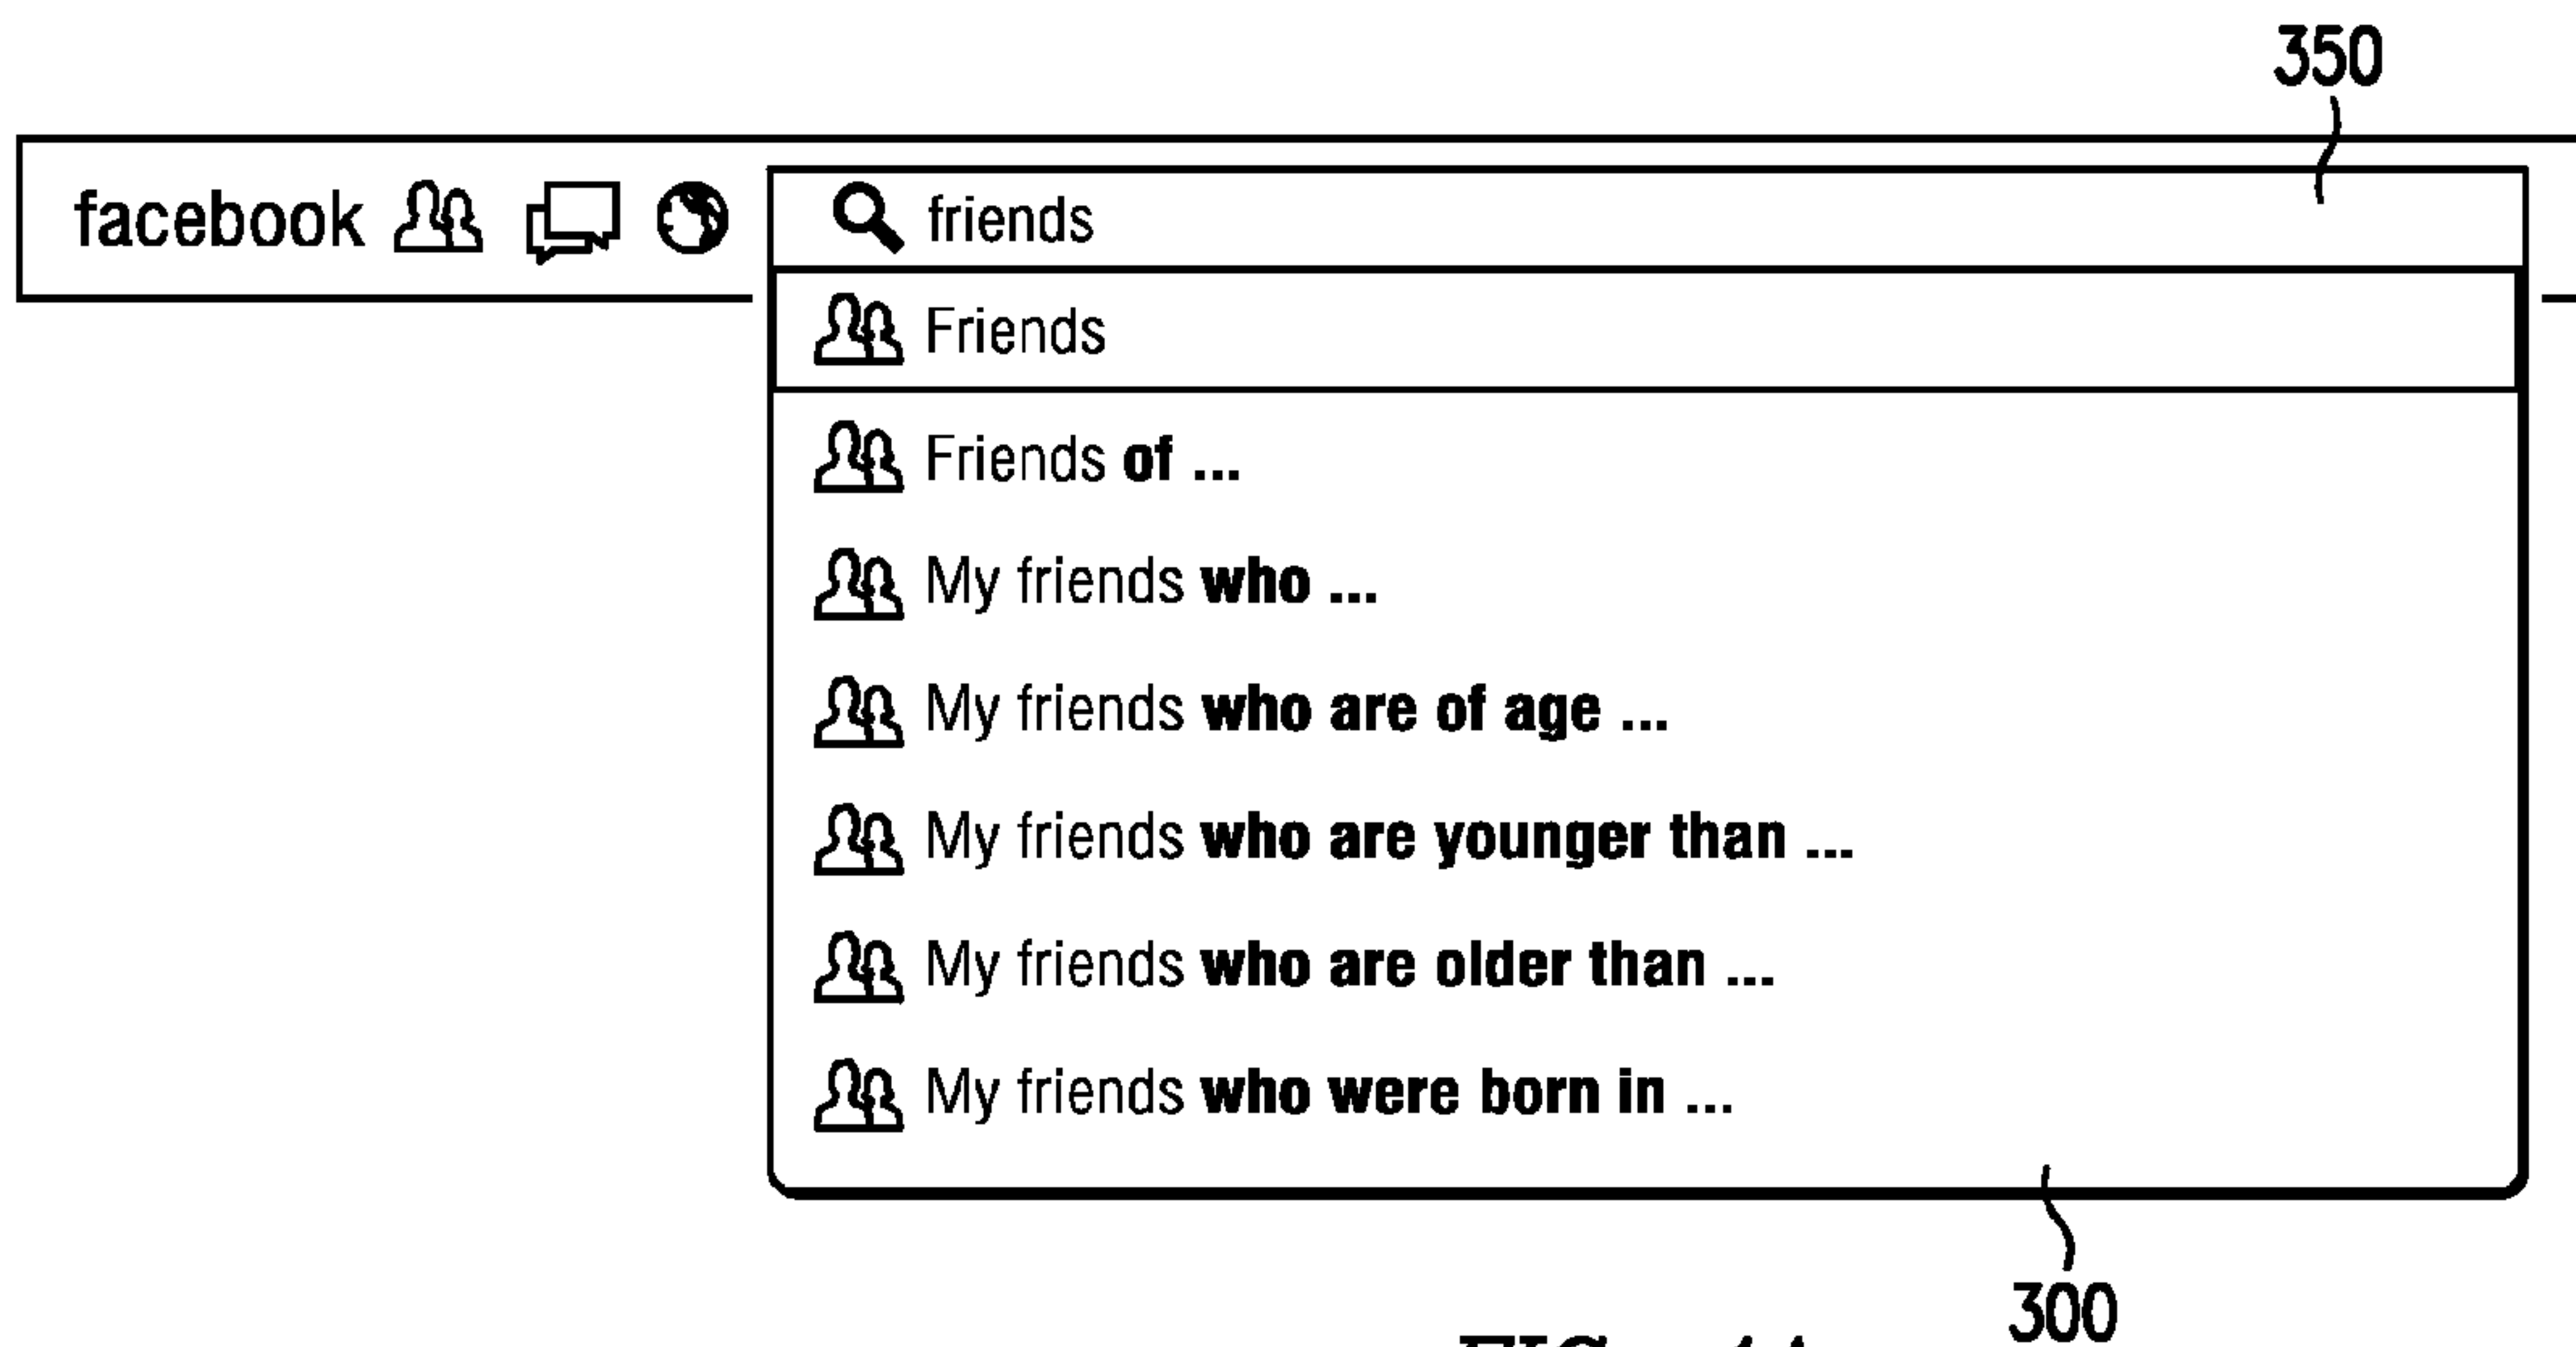 350
facebook
friends
Friends
Friends of ...
My friends who ...
My friends who are of age ...
My friends who are younger than ...
My friends who are older than ...
My friends who were born in ...
300